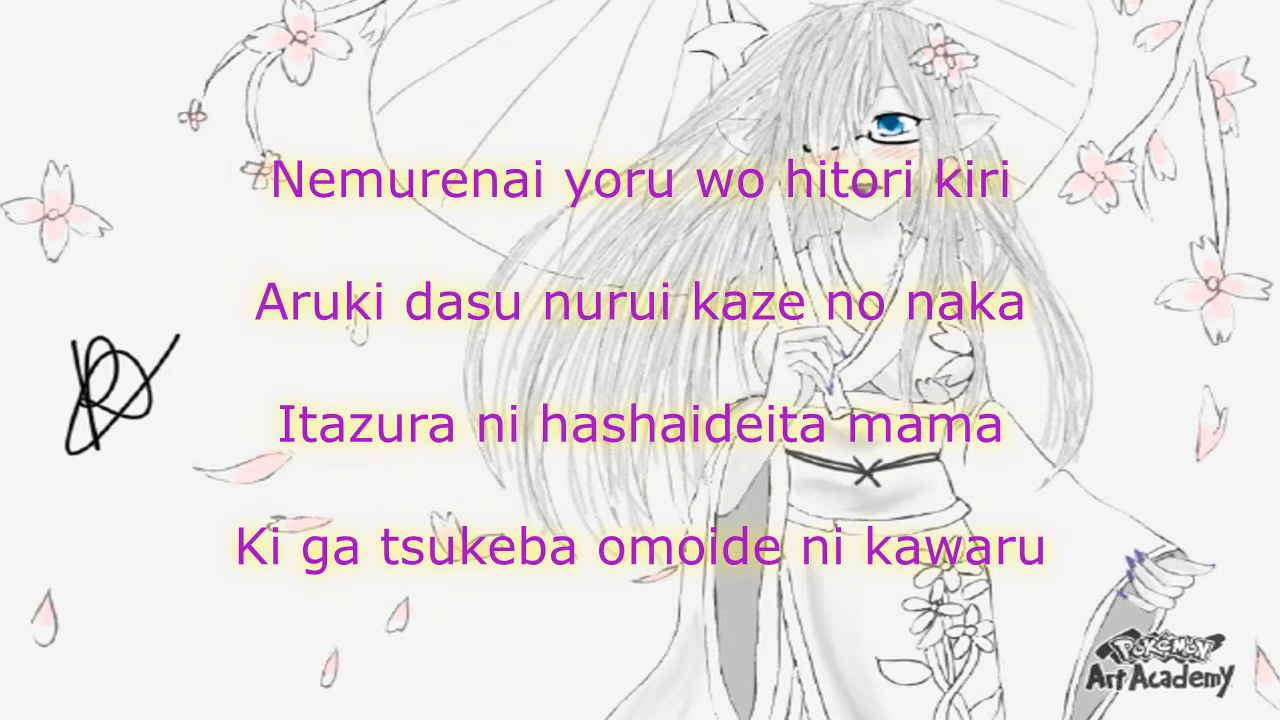 Nemurenai yoru wo hitori kiri
Aruki dasu nurui kaze no naka
Itazura ni hashaideita mama
Ki ga tsukeba omoide ni kawaru
POKéMON
Art Academy